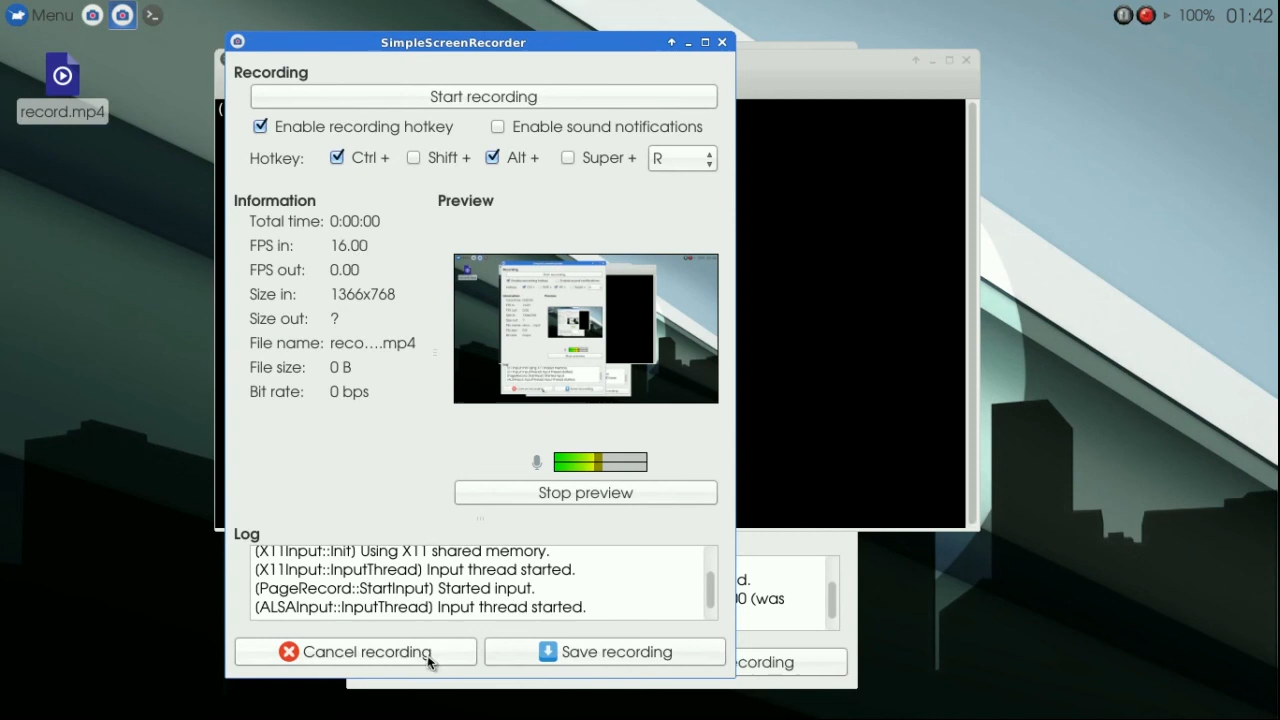 Menu
100% 01:42
record.mp4
SimpleScreenRecorder
Recording
Start recording
Enable recording hotkey
Enable sound notifications
Hotkey: Ctrl + Shift + Alt + Super + R
Information
Preview
Total time: 0:00:00
FPS in: 16.00
FPS out: 0.00
Size in: 1366x768
Size out: ?
File name: reco....mp4
File size: 0 B
Bit rate: 0 bps
Stop preview
Log
[X11Input::Init] Using X11 shared memory.
[X11Input::InputThread] Input thread started.
[PageRecord::StartInput] Started input.
[ALSAInput::InputThread] Input thread started.
d.
00 (was
Cancel recording
Save recording
ecording